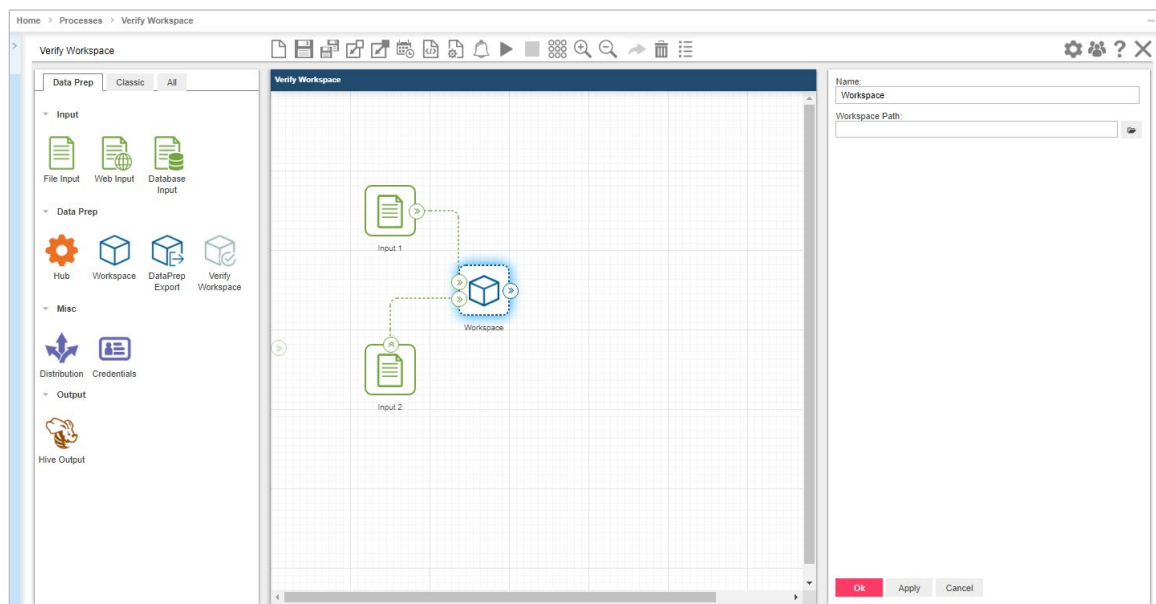 Home > Processes > Verify Workspace
Verify Workspace
Data Prep Classic All
Input
File Input Web Input Database
Input
Data Prep
Hub Workspace DataPrep
Export Verify
Workspace
Misc
Distribution Credentials
Output
Hive Output
Verify Workspace
Input 1
Workspace
Input 2
Name:
Workspace
Workspace Path:
Ok Apply Cancel